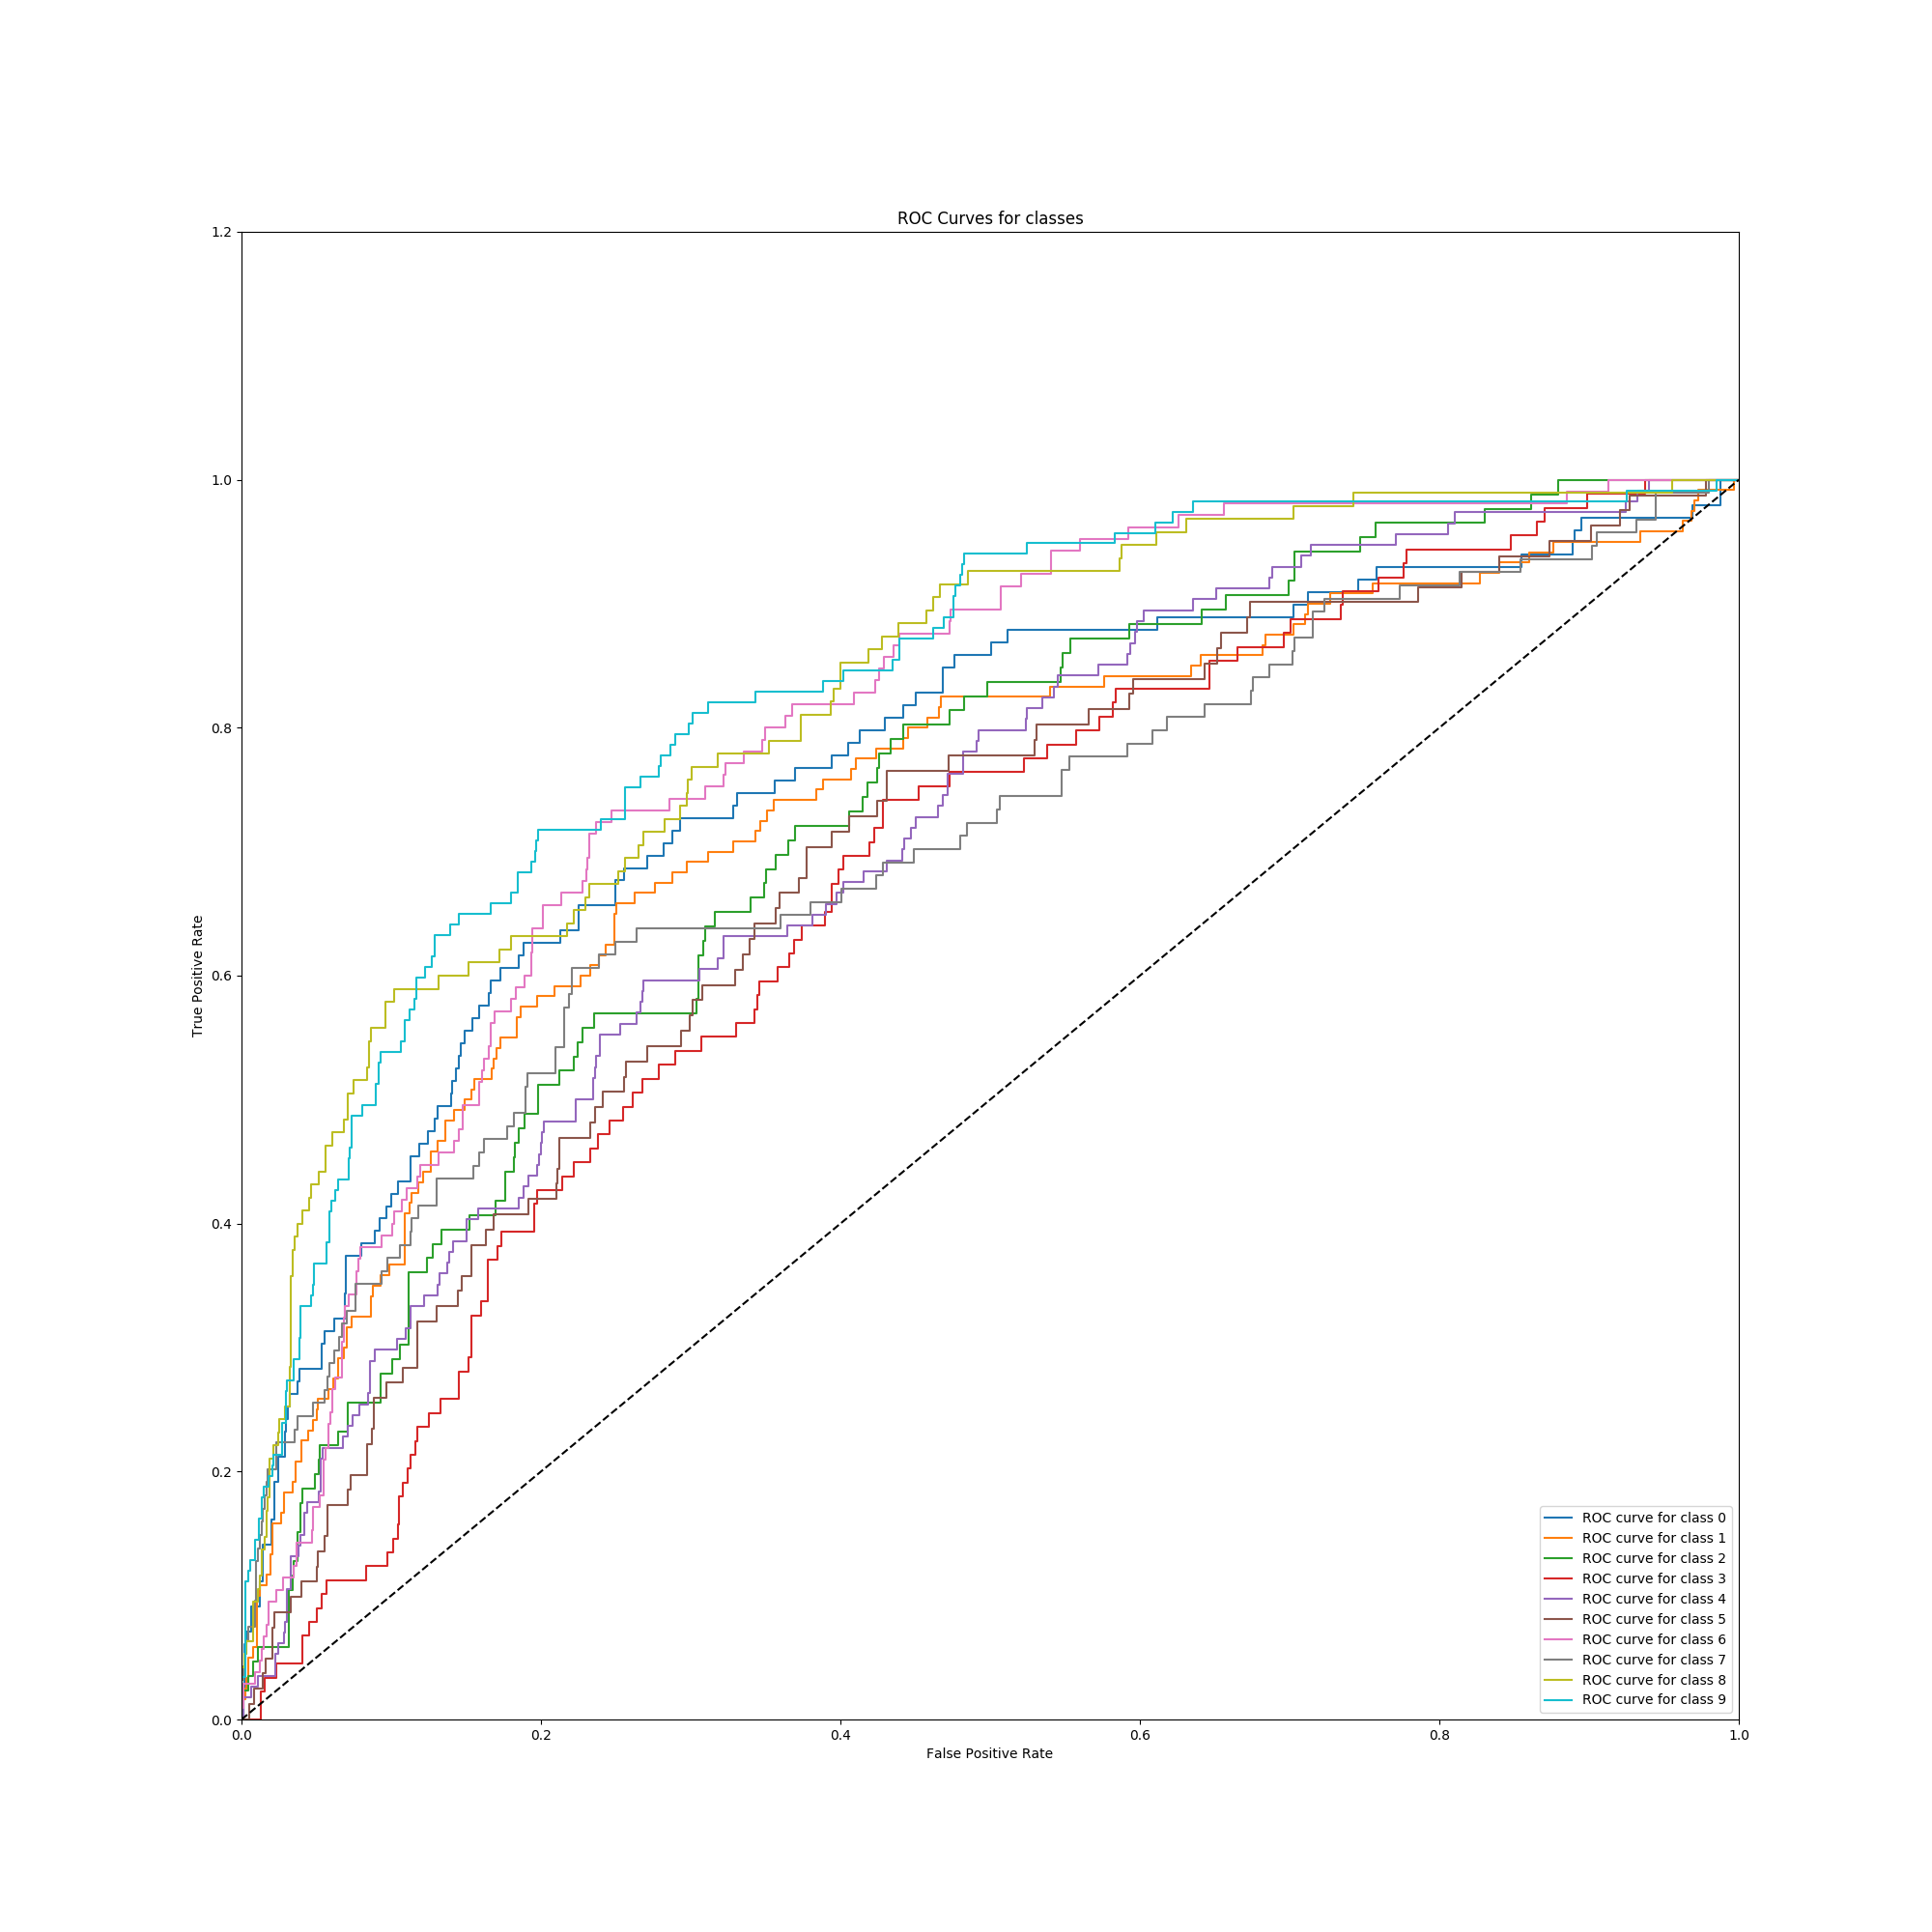 ROC Curves for classes
1.2
1.0
0.8
0.6
0.4
0.2
0.0
True Positive Rate
0.0 0.2 0.4 0.6 0.8 1.0
False Positive Rate
ROC curve for class 0
ROC curve for class 1
ROC curve for class 2
ROC curve for class 3
ROC curve for class 4
ROC curve for class 5
ROC curve for class 6
ROC curve for class 7
ROC curve for class 8
ROC curve for class 9